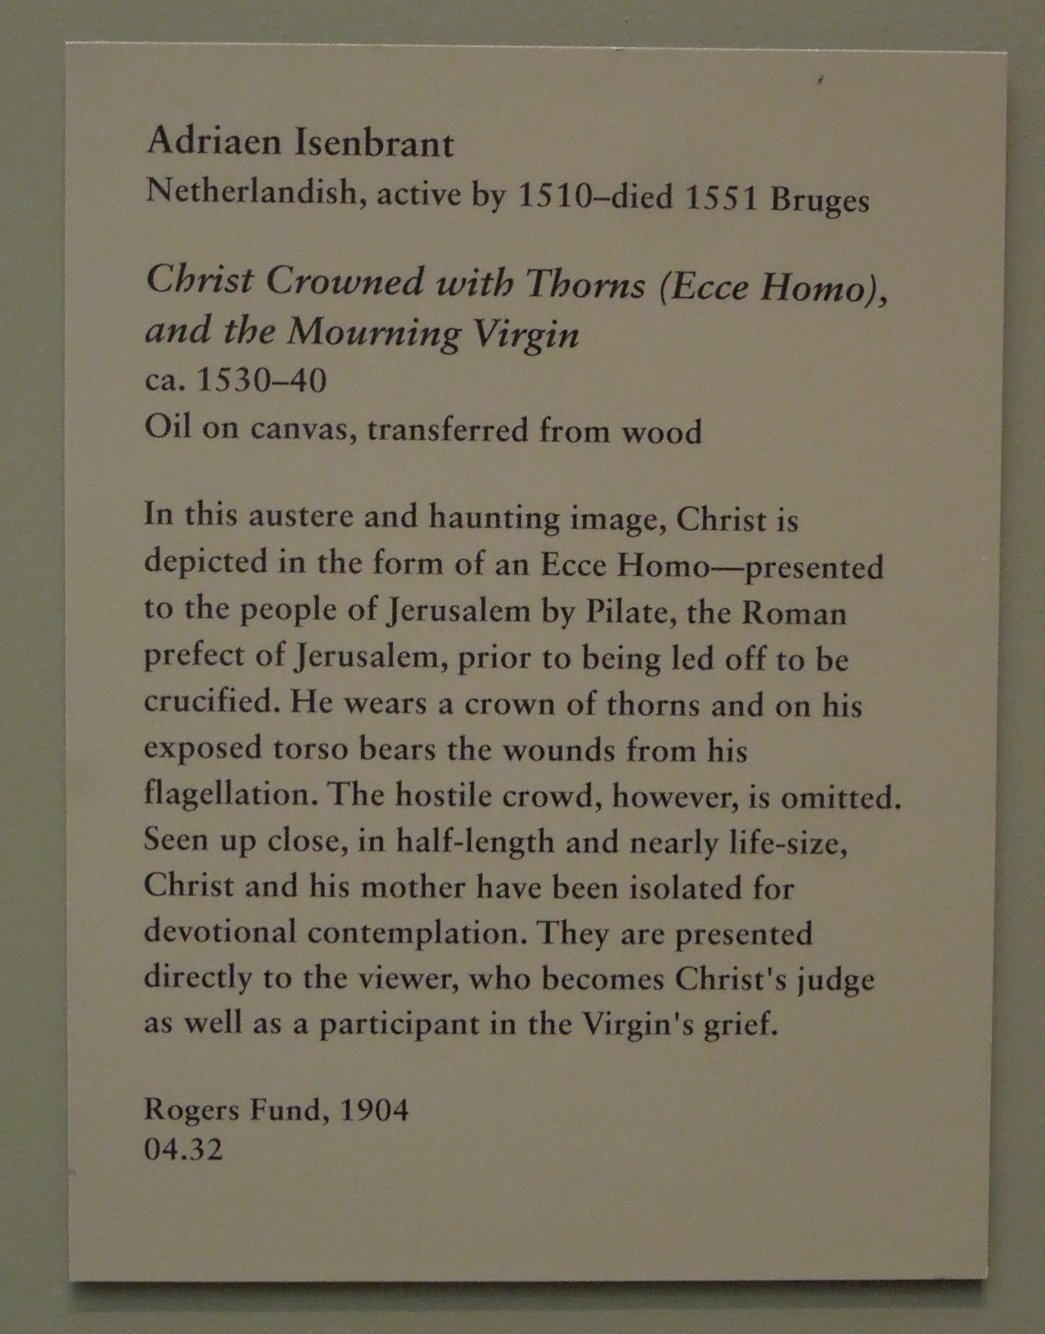 Adriaen Isenbrant
Netherlandish, active by 1510–died 1551 Bruges
Christ Crowned with Thorns (Ecce Homo),
and the Mourning Virgin
ca. 1530–40
Oil on canvas, transferred from wood
In this austere and haunting image, Christ is
depicted in the form of an Ecce Homo—presented
to the people of Jerusalem by Pilate, the Roman
prefect of Jerusalem, prior to being led off to be
crucified. He wears a crown of thorns and on his
exposed torso bears the wounds from his
flagellation. The hostile crowd, however, is omitted.
Seen up close, in half-length and nearly life-size,
Christ and his mother have been isolated for
devotional contemplation. They are presented
directly to the viewer, who becomes Christ's judge
as well as a participant in the Virgin's grief.
Rogers Fund, 1904
04.32